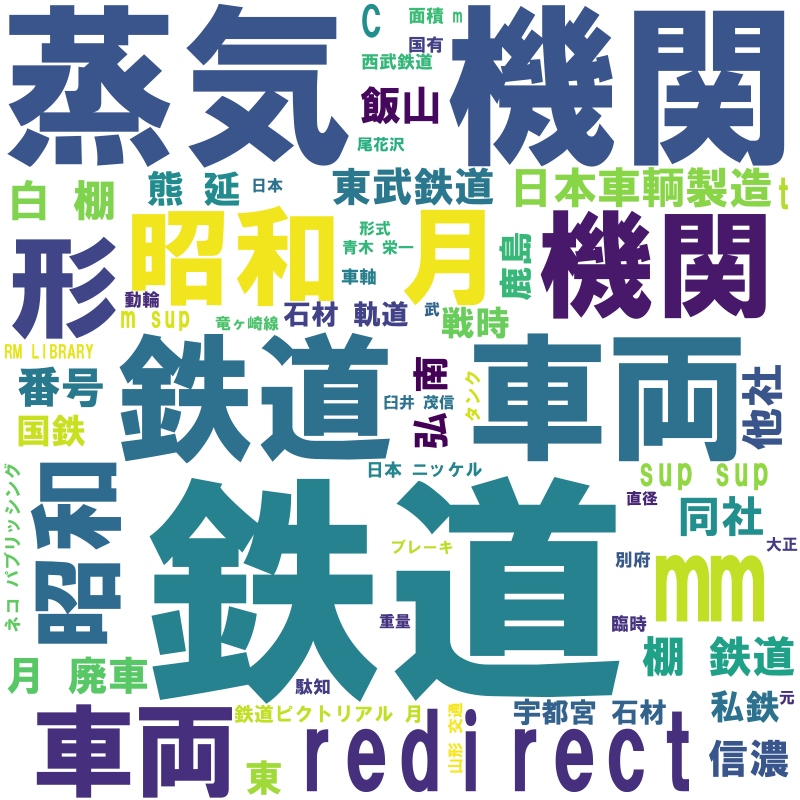 蒸気
機関
C
面積 m
国有
西武鉄道
飯山
尾花沢
白 棚
熊 延
日本
東武鉄道
日本車輌製造
t
昭和 月
形式
青木 栄一
車軸
鹿島
機関
形
動輪
m sup
竜ヶ崎線
石材 軌道
武
戦時
RM LIBRARY
番号
国鉄
鉄道
南
弘
臼井 茂信
タンク
車両
他社
日本 ニッケル
sup sup
直径
同社
大正
ネコ パブリッシング
昭和
鉄道
ブレーキ
別府
mm
重量
臨時
棚 鉄道
月 廃車
駄知
車両
鉄道ピクトリアル 月
東
redirect
山形 交通
宇都宮 石材
私鉄
元
信濃